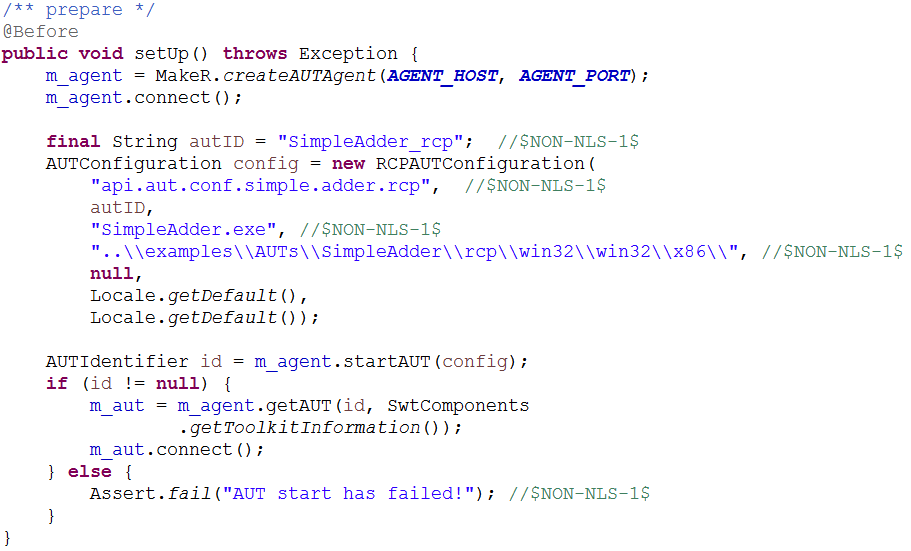 /** prepare */
@Before
public void setUp() throws Exception {
    m_agent = MakeR.createAUTAgent(AGENT_HOST, AGENT_PORT);
    m_agent.connect();

    final String autID = "SimpleAdder_rcp";  //$NON-NLS-1$
    AUTConfiguration config = new RCPAUTConfiguration(
        "api.aut.conf.simple.adder.rcp",  //$NON-NLS-1$
        autID,
        "SimpleAdder.exe", //$NON-NLS-1$
        "..\\examples\\AUTs\\SimpleAdder\\rcp\\win32\\win32\\x86\\", //$NON-NLS-1$
        null,
        Locale.getDefault(),
        Locale.getDefault());

    AUTIdentifier id = m_agent.startAUT(config);
    if (id != null) {
        m_aut = m_agent.getAUT(id, SwtComponents
                .getToolkitInformation());
        m_aut.connect();
    } else {
        Assert.fail("AUT start has failed!"); //$NON-NLS-1$
    }
}